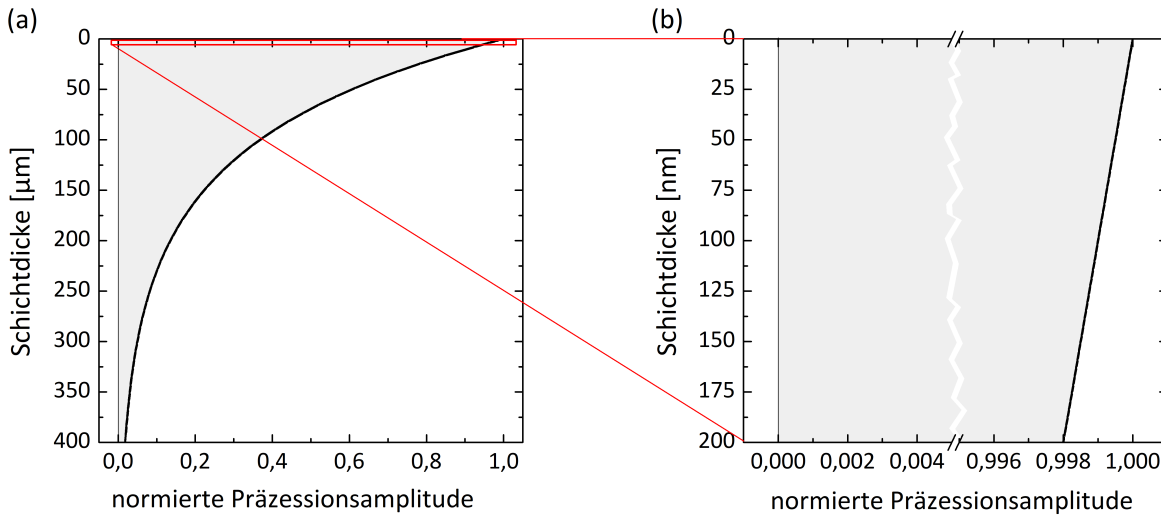 (a)
0
50
100
150
200
250
300
350
400
Schichtdicke [µm]
0,0 0,2 0,4 0,6 0,8 1,0
normierte Präzessionsamplitude
(b)
0
25
50
75
100
125
150
175
200
Schichtdicke [nm]
0,000 0,002 0,004 0,996 0,998 1,000
normierte Präzessionsamplitude